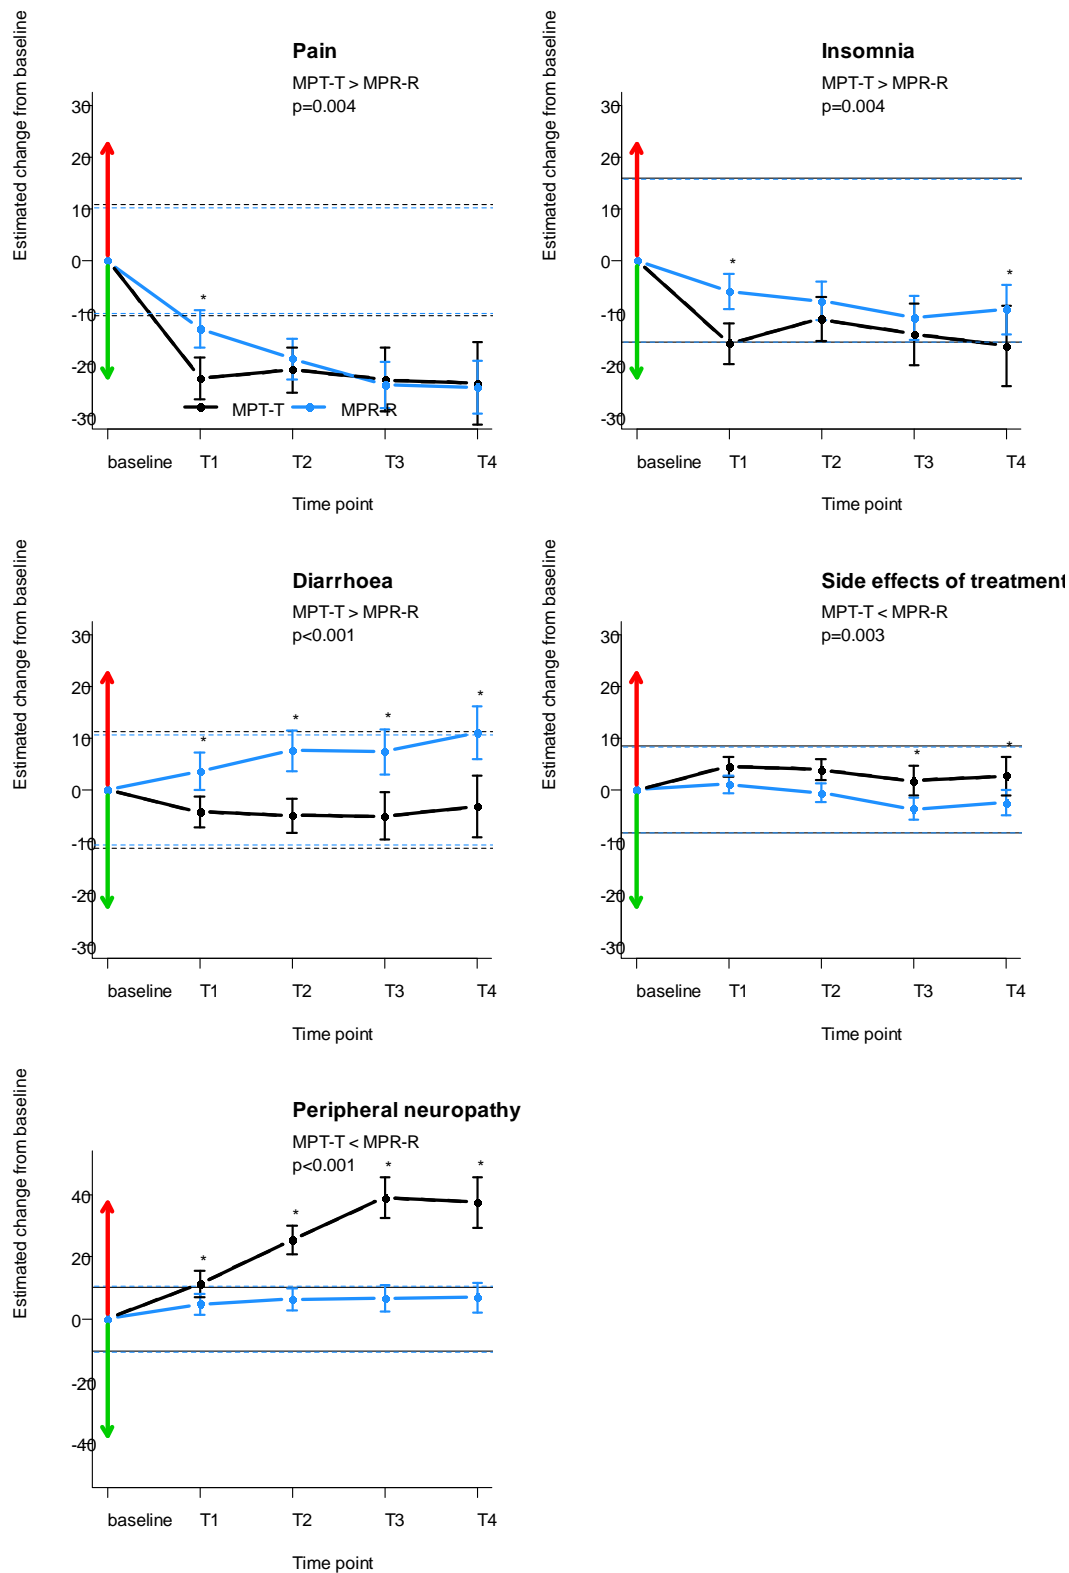 Pain
MPT-T > MPR-R
p=0.004
Estimated change from baseline
30
20
10
0
-10
-20
-30
*
MPT-T MPR-R
baseline T1 T2 T3 T4
Time point
Insomnia
MPT-T > MPR-R
p=0.004
Estimated change from baseline
30
20
10
0
-10
-20
-30
* *
baseline T1 T2 T3 T4
Time point
Diarrhoea
MPT-T > MPR-R
p<0.001
Estimated change from baseline
30
20
10
0
-10
-20
-30
* * * *
baseline T1 T2 T3 T4
Time point
Side effects of treatment
MPT-T < MPR-R
p=0.003
Estimated change from baseline
30
20
10
0
-10
-20
-30
* *
baseline T1 T2 T3 T4
Time point
Peripheral neuropathy
MPT-T < MPR-R
p<0.001
Estimated change from baseline
40
20
0
-20
-40
* * * *
baseline T1 T2 T3 T4
Time point